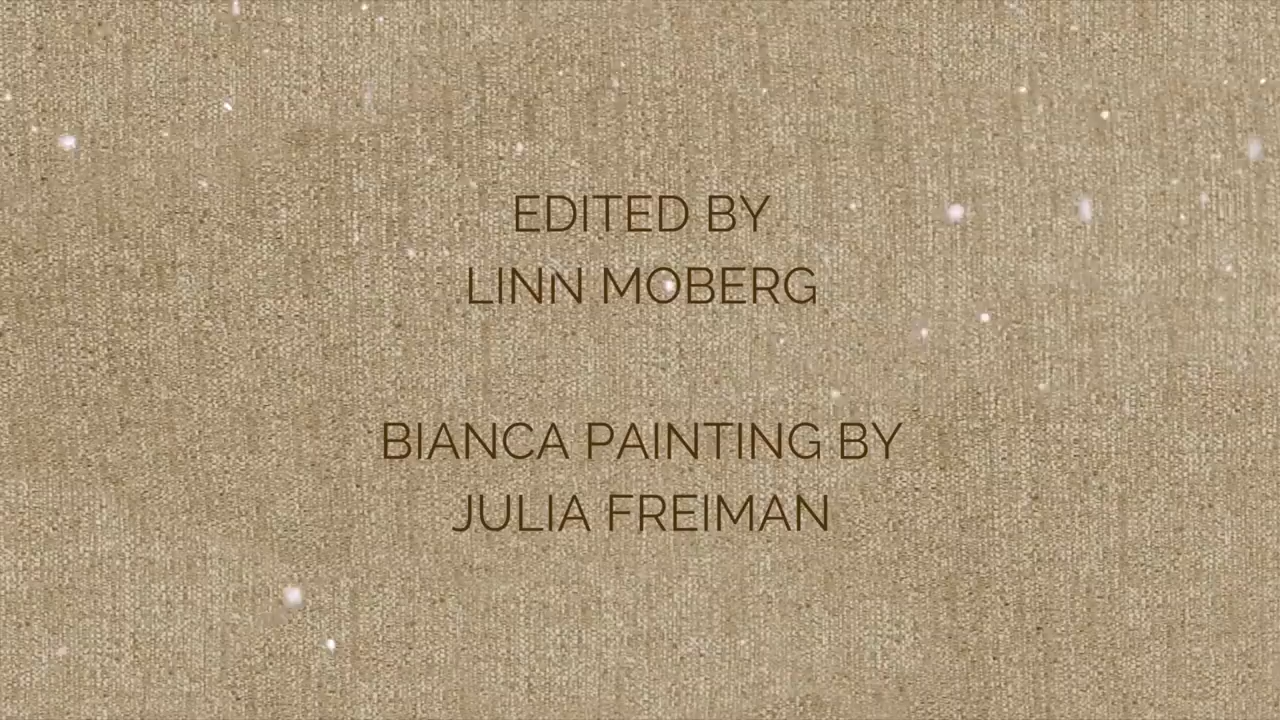 EDITED BY
LINN MOBERG
BIANCA PAINTING BY
JULIA FREIMAN